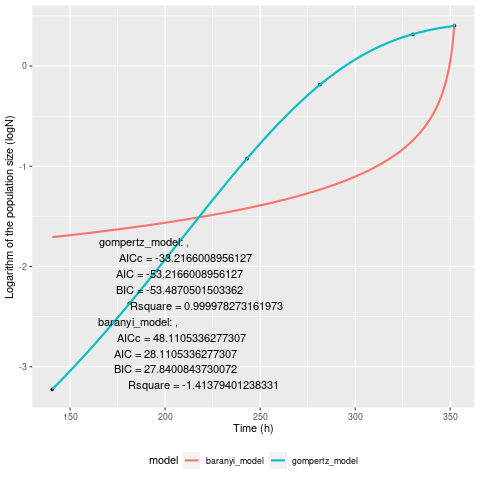 Logarithm of the population size (logN)
0
-1
-2
-3
gompertz_model: ,
AICc = -33.2166008956127
AIC = -53.2166008956127
BIC = -53.4870501503362
Rsquare = 0.999978273161973
baranyi_model: ,
AICc = 48.1105336277307
AIC = 28.1105336277307
BIC = 27.8400843730072
Rsquare = -1.41379401238331
150 200 250 300 350
Time (h)
model baranyi_model gompertz_model